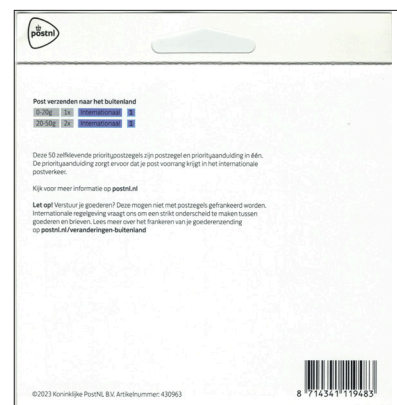 postnl
Post verzenden naar het buitenland
0-20g 1x Internationaal 1
20-50g 2x Internationaal 1
Deze 50 zelfklevende prioritypostzegels zijn postzegel en priorityaanduiding in één.
De priorityaanduiding zorgt ervoor dat je post voorrang krijgt in het internationale
postverkeer.
Kijk voor meer informatie op postnl.nl
Let op! Verstuur je goederen? Deze mogen niet met postzegels gefrankeerd worden.
Internationale regelgeving vraagt ons om een strikt onderscheid te maken tussen
goederen en brieven. Lees meer over het frankeren van je goederenzending
op postnl.nl/veranderingen-buitenland
©2023 Koninklijke PostNL B.V. Artikelnummer: 430963
8 714341 119483